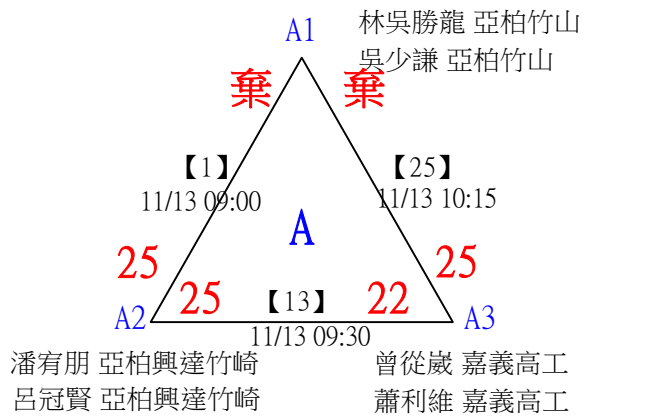 A1
林吳勝龍 亞柏竹山
吳少謙 亞柏竹山
棄 棄
【1】 【25】
11/13 09:00 11/13 10:15
A
25 25
25 【13】 22
A2 A3
11/13 09:30
潘宥朋 亞柏興達竹崎 曾從崴 嘉義高工
呂冠賢 亞柏興達竹崎 蕭利維 嘉義高工